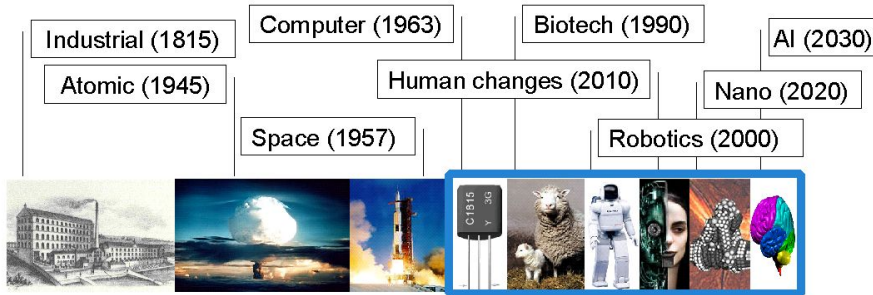 Industrial (1815)
Computer (1963)
Biotech (1990)
AI (2030)
Atomic (1945)
Human changes (2010)
Nano (2020)
Space (1957)
Robotics (2000)
C1815
Y 3G